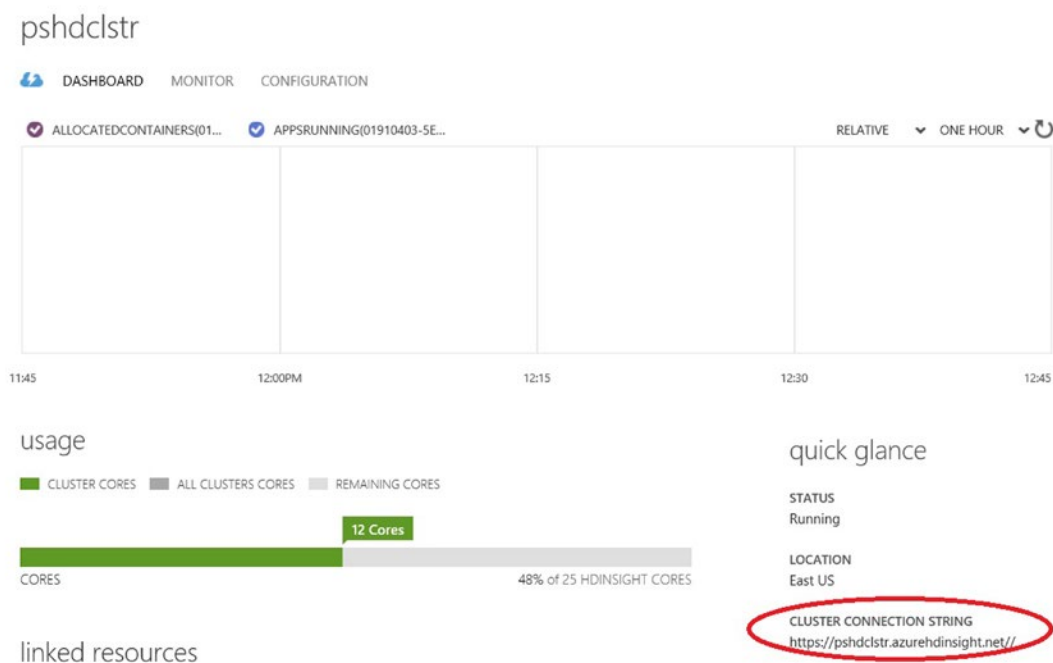 pshdclstr
DASHBOARD MONITOR CONFIGURATION
ALLOCATEDCONTAINERS(01... APPSRUNNING(01910403-5E... RELATIVE ONE HOUR
11:45 12:00PM 12:15 12:30 12:45
usage
CLUSTER CORES ALL CLUSTERS CORES REMAINING CORES
12 Cores
CORES 48% of 25 HDINSIGHT CORES
linked resources
quick glance
STATUS
Running
LOCATION
East US
CLUSTER CONNECTION STRING
https://pshdclstr.azurehdinsight.net//